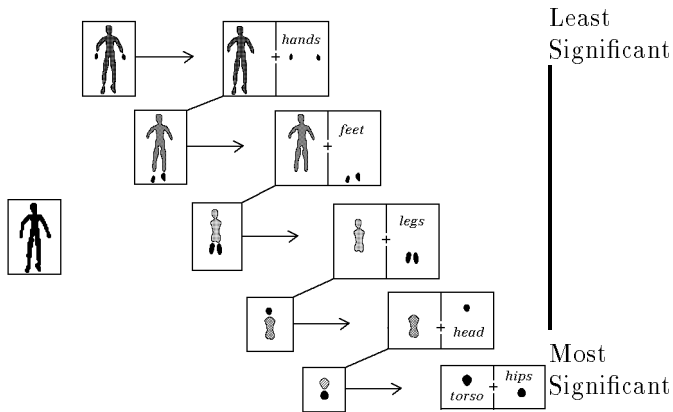 Least
Significant
hands
+
feet
+
legs
+
+
head
Most
Significant
hips
+
torso